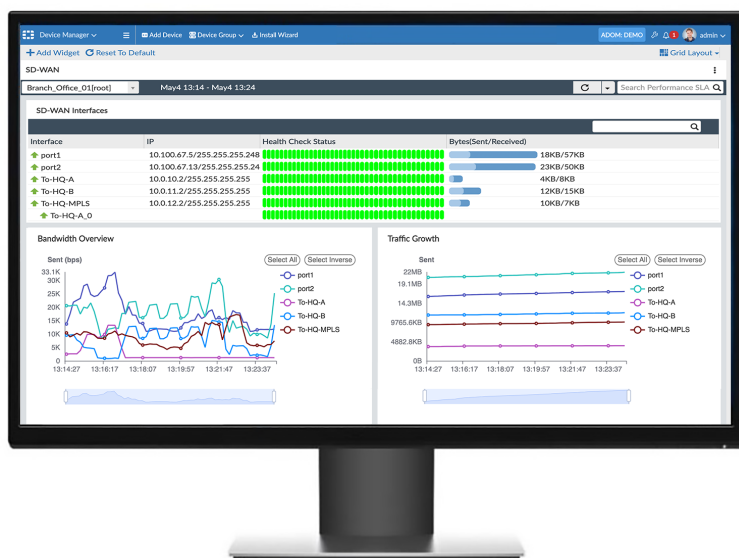 Device Manager
Add Device
Device Group
Install Wizard
ADOM: DEMO
1
admin
Add Widget
Reset To Default
Grid Layout
SD-WAN
Branch_Office_01[root]
May4 13:14 - May4 13:24
Search Performance SLA
SD-WAN Interfaces
Interface IP Health Check Status Bytes(Sent/Received)
port1 10.100.67.5/255.255.255.248 18KB/57KB
port2 10.100.67.13/255.255.255.24 23KB/50KB
To-HQ-A 10.0.10.2/255.255.255.255 4KB/8KB
To-HQ-B 10.0.11.2/255.255.255.255 12KB/15KB
To-HQ-MPLS 10.0.12.2/255.255.255.255 10KB/7KB
To-HQ-A_0
Bandwidth Overview
Sent (bps)
Select All Select Inverse
33.1K
30K
25K
20K
15K
10K
5K
0
13:14:27 13:16:17 13:18:07 13:19:57 13:21:47 13:23:37
port1
port2
To-HQ-A
To-HQ-B
To-HQ-MPLS
Traffic Growth
Sent
Select All Select Inverse
22MB
19.1MB
14.3MB
9765.6KB
4882.8KB
0B
13:14:27 13:16:17 13:18:07 13:19:57 13:21:47 13:23:37
port1
port2
To-HQ-A
To-HQ-B
To-HQ-MPLS